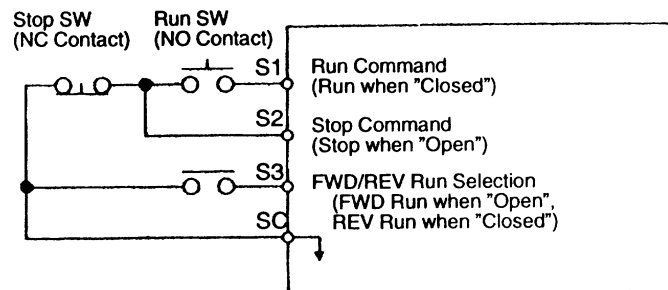 Stop SW
(NC Contact)
Run SW
(NO Contact)
S1
Run Command
(Run when "Closed")
S2
Stop Command
(Stop when "Open")
S3
FWD/REV Run Selection
(FWD Run when "Open",
REV Run when "Closed")
SC